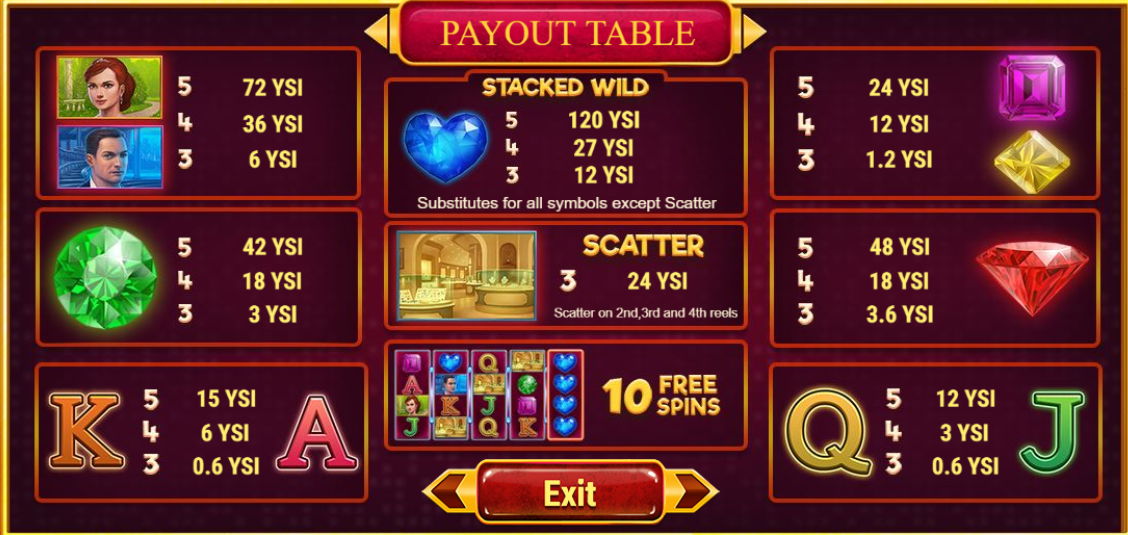 PAYOUT TABLE
5 72 YSI
4 36 YSI
3 6 YSI
STACKED WILD
5 120 YSI
4 27 YSI
3 12 YSI
Substitutes for all symbols except Scatter
5 24 YSI
4 12 YSI
3 1.2 YSI
5 42 YSI
4 18 YSI
3 3 YSI
SCATTER
3 24 YSI
Scatter on 2nd,3rd and 4th reels
5 48 YSI
4 18 YSI
3 3.6 YSI
K
5 15 YSI
4 6 YSI
3 0.6 YSI
A
Q
A
K
J
J
Q
K
10 FREE
SPINS
Q
5 12 YSI
4 3 YSI
3 0.6 YSI
J
Exit